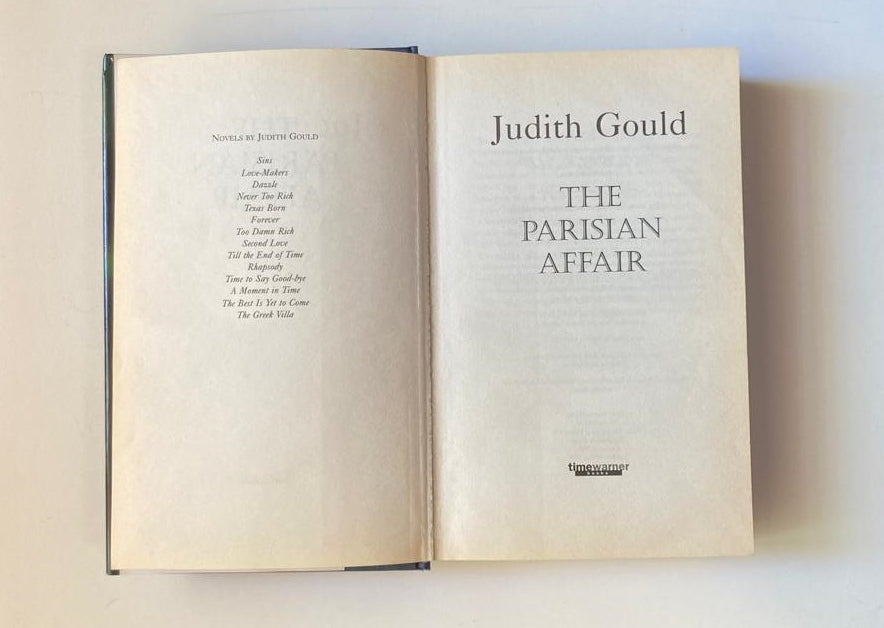 NOVELS BY JUDITH GOULD
Sins
Love-Makers
Dazzle
Never Too Rich
Texas Born
Forever
Too Damn Rich
Second Love
Till the End of Time
Rhapsody
Time to Say Good-bye
A Moment in Time
The Best Is Yet to Come
The Greek Villa
Judith Gould
THE
PARISIAN
AFFAIR
timewarner